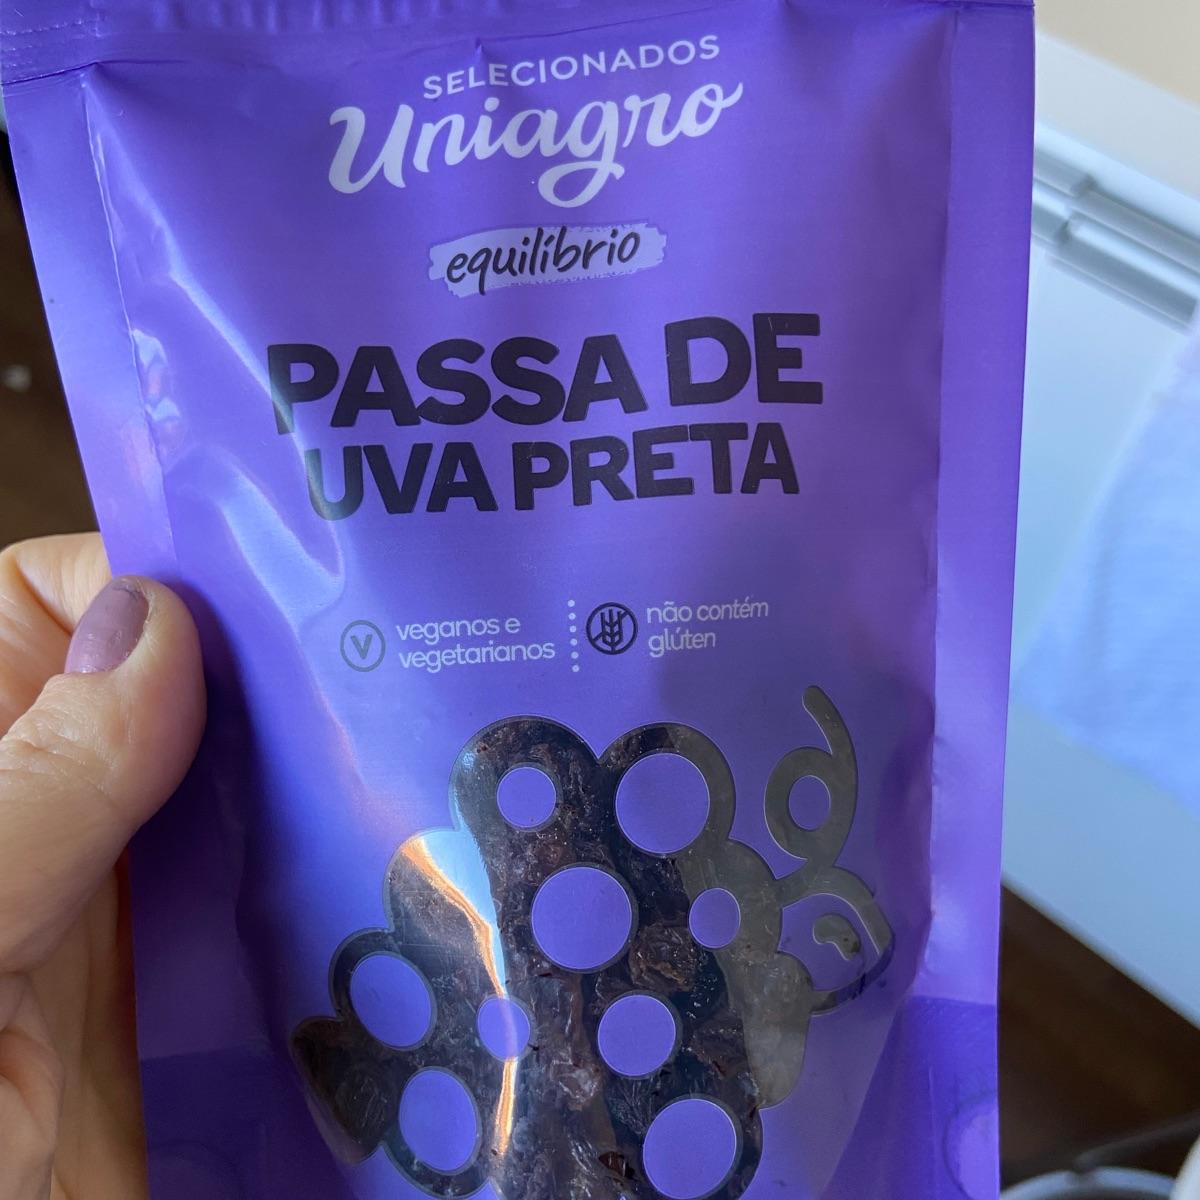 SELECIONADOS
Uniagro
equilíbrio
PASSA DE
UVA PRETA
V
veganos e
vegetarianos
não contém
glúten